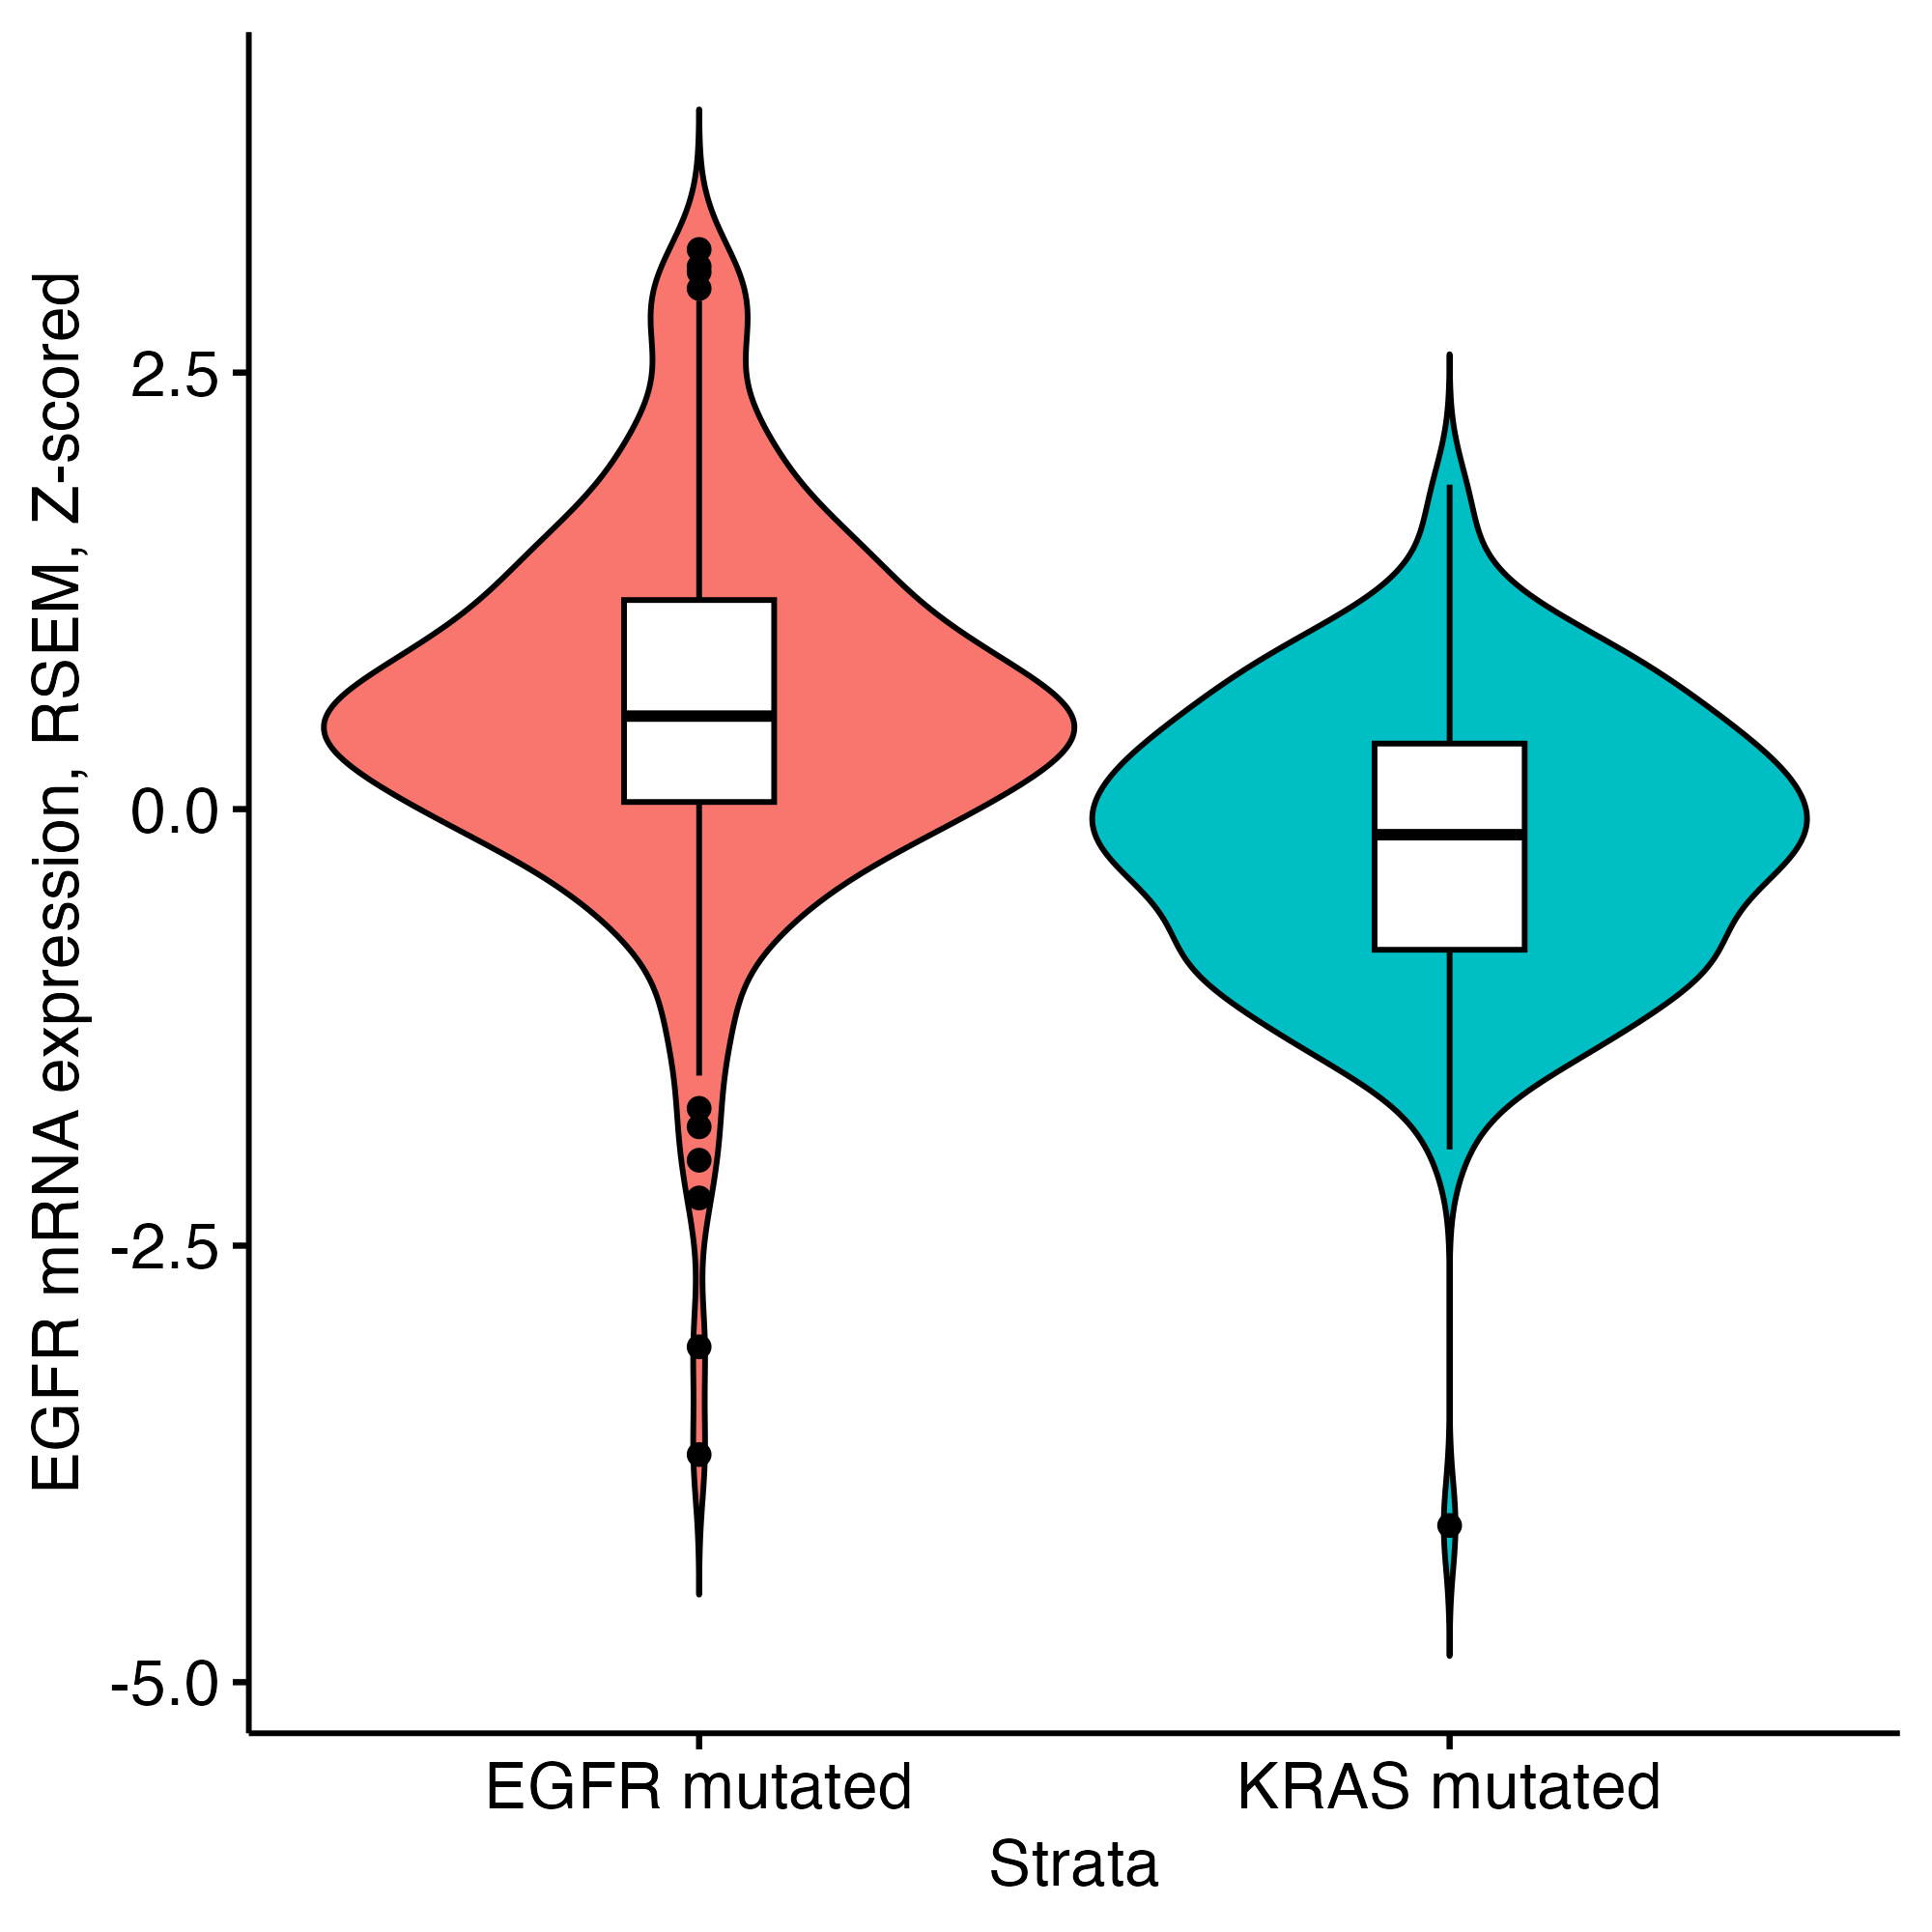 EGFR mRNA expression, RSEM, Z-scored
2.5
0.0
-2.5
-5.0
EGFR mutated
KRAS mutated
Strata